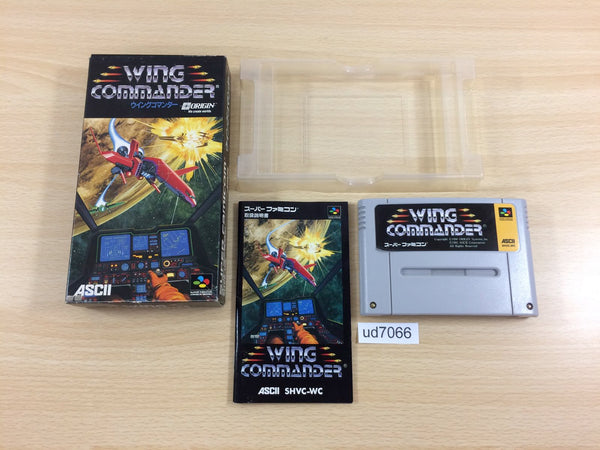 WING
COMMANDER
ウイングコマンダー
ORIGIN
We create worlds.
ASCII
スーパーファミコン
取扱説明書
WING
COMMANDER
ASCII SHVC-WC
WING
COMMANDER
スーパーファミコン
ASCII
SHVC-WC
ud7066